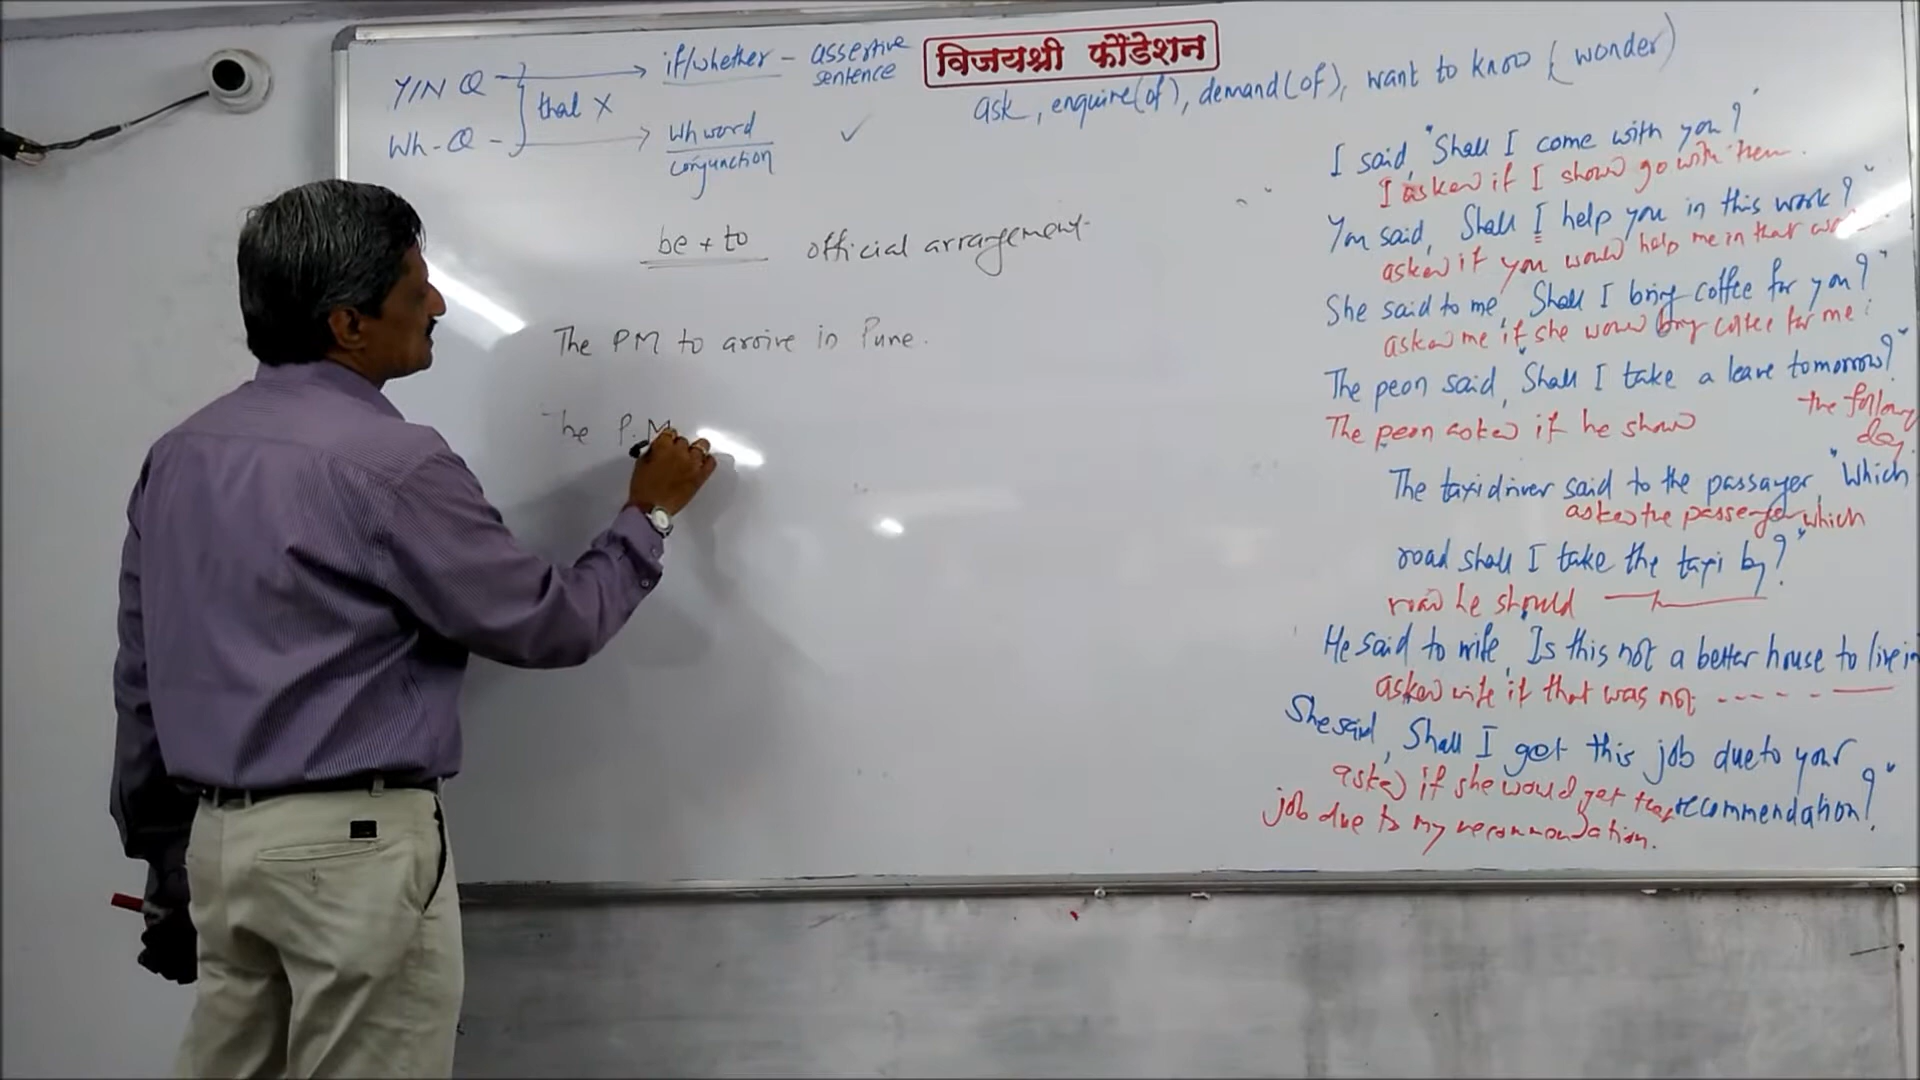 विजयश्री फौंडेशन
Y/N Q → if/whether - assertive
sentence
that X
Wh-Q - → Wh word
conjunction
✓
ask, enquire(of), demand(of), want to know (wonder)
be + to official arrangement.
The PM to arrive in Pune.
The P.M
I said, "Shall I come with you?"
I asked if I should go with them.
You said, Shall I help you in this work?"
asked if you would help me in that
She said to me, Shall I bring coffee for you?"
asked me if she would bring coffee for me.
The peon said, Shall I take a leave tomorrow?"
The peon asked if he should
the following
day.
The taxi driver said to the passager, "Which
asked the passenger which
road shall I take the taxi by?"
road he should
He said to wife, Is this not a better house to live in
asked wife if that was not - - - -
She said, Shall I get this job due to your
recommendation?"
asked if she would get that
job due to my recommendation.